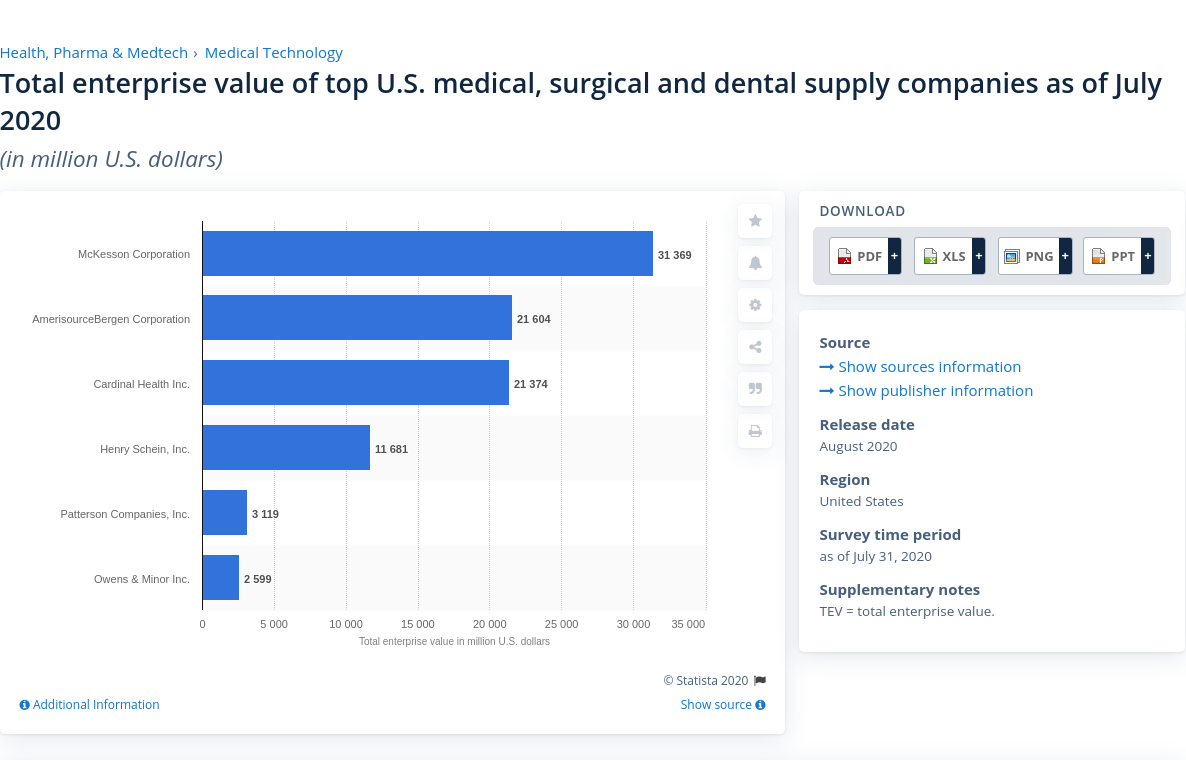 Health, Pharma & Medtech › Medical Technology
Total enterprise value of top U.S. medical, surgical and dental supply companies as of July
2020
(in million U.S. dollars)
McKesson Corporation 31 369
AmerisourceBergen Corporation 21 604
Cardinal Health Inc. 21 374
Henry Schein, Inc. 11 681
Patterson Companies, Inc. 3 119
Owens & Minor Inc. 2 599
0 5 000 10 000 15 000 20 000 25 000 30 000 35 000
Total enterprise value in million U.S. dollars
© Statista 2020
Additional Information Show source
DOWNLOAD
PDF + XLS + PNG + PPT +
Source
Show sources information
Show publisher information
Release date
August 2020
Region
United States
Survey time period
as of July 31, 2020
Supplementary notes
TEV = total enterprise value.